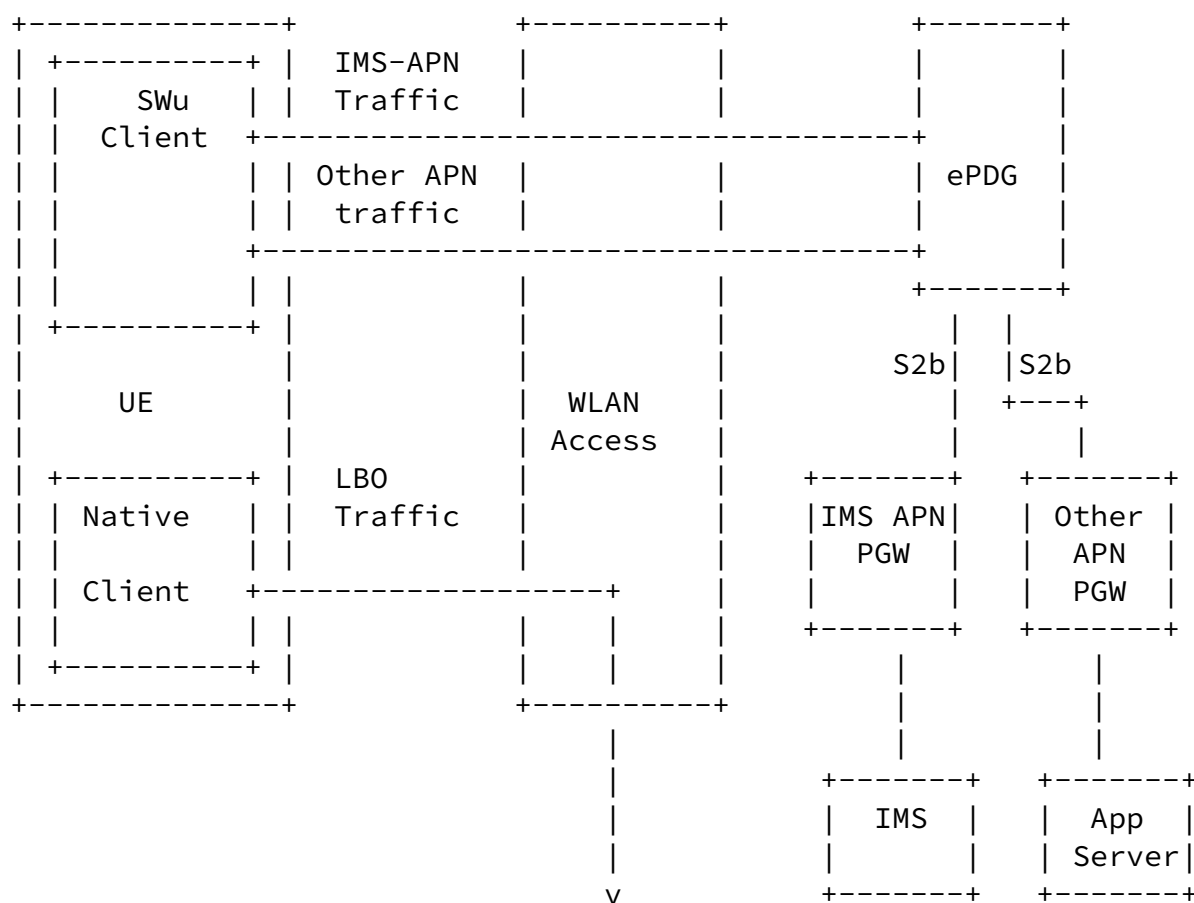 IMS-APN
SWu Traffic
Client
Other APN ePDG
traffic
S2b S2b
UE WLAN
Access
LBO
Native Traffic IMS APN Other
PGW APN
Client PGW
IMS App
Server
v